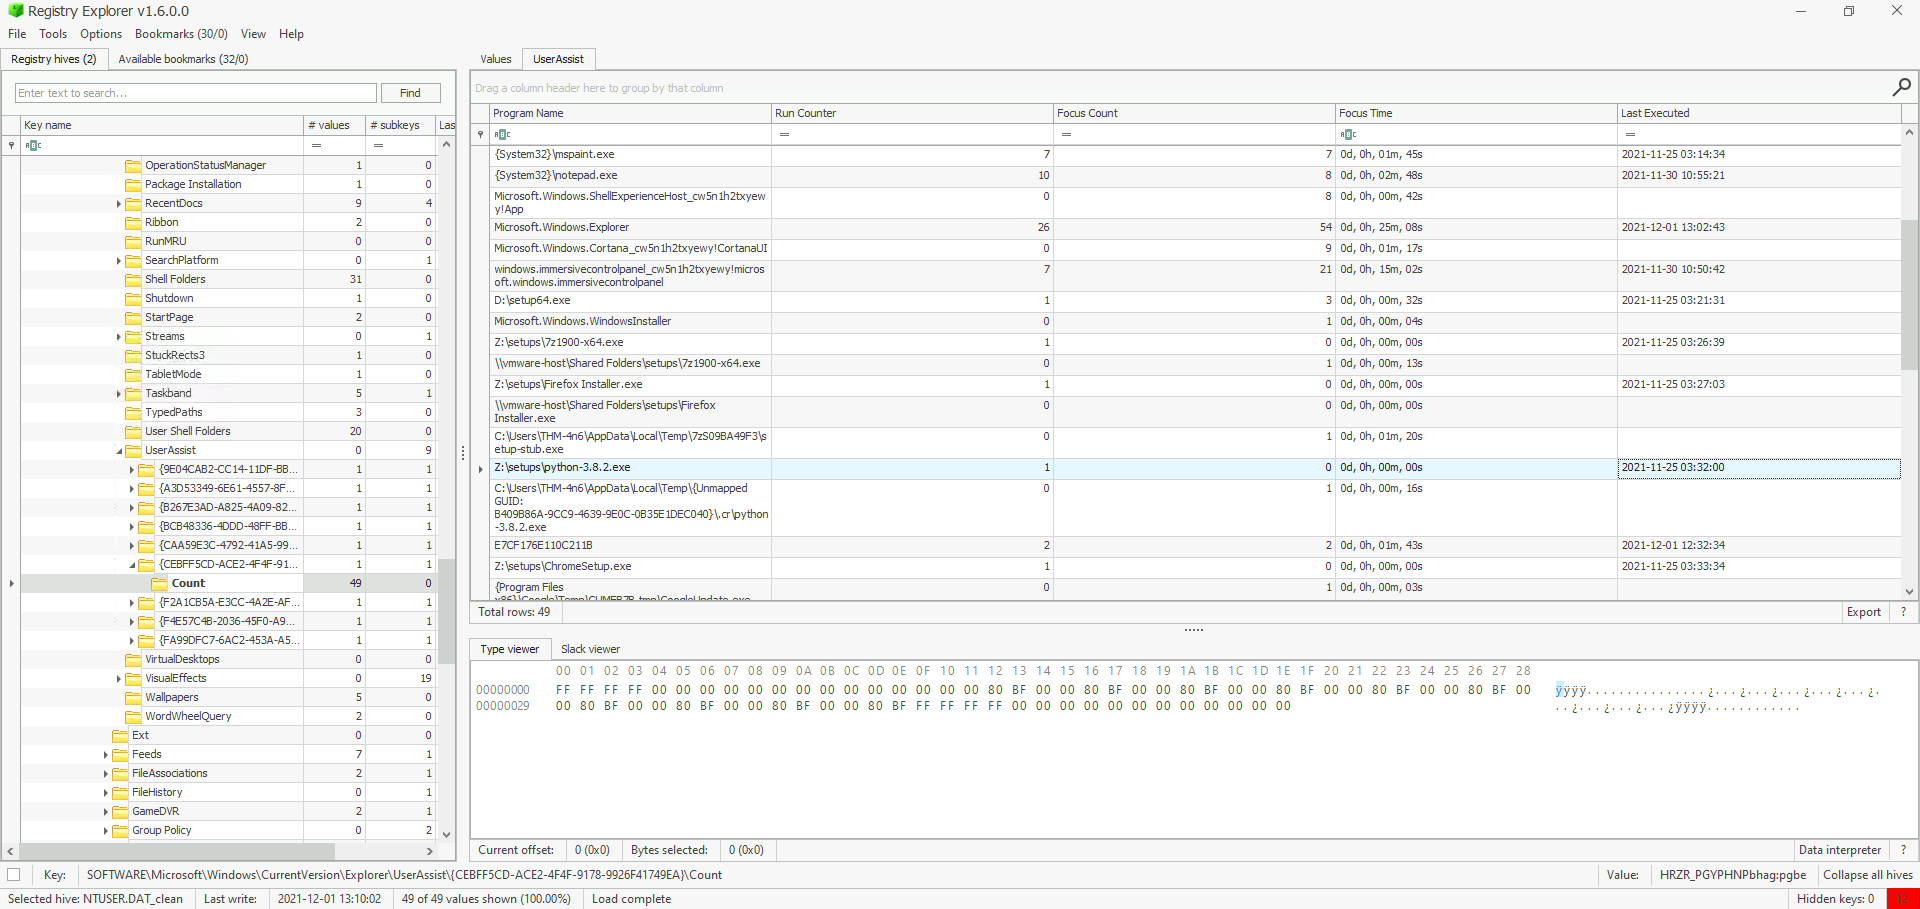 Registry Explorer v1.6.0.0
File Tools Options Bookmarks (30/0) View Help
Registry hives (2) Available bookmarks (32/0)
Enter text to search... Find
Key name # values # subkeys Las
OperationStatusManager 1 0
Package Installation 1 0
RecentDocs 9 4
Ribbon 2 0
RunMRU 0 0
SearchPlatform 0 1
Shell Folders 31 0
Shutdown 1 0
StartPage 2 0
Streams 0 1
StuckRects3 1 0
TabletMode 1 0
Taskband 5 1
TypedPaths 3 0
User Shell Folders 20 0
UserAssist 0 9
{9E04CAB2-CC14-11DF-BB... 1 1
{A3D53349-6E61-4557-8F... 1 1
{B267E3AD-A825-4A09-82... 1 1
{BCB48336-4DDD-48FF-BB... 1 1
{CAA59E3C-4792-41A5-99... 1 1
{CEBFF5CD-ACE2-4F4F-91... 1 1
Count 49 0
{F2A1CB5A-E3CC-4A2E-AF... 1 1
{F4E57C4B-2036-45F0-A9... 1 1
{FA99DFC7-6AC2-453A-A5... 1 1
VirtualDesktops 0 0
VisualEffects 0 19
Wallpapers 5 0
WordWheelQuery 2 0
Ext 0 0
Feeds 7 1
FileAssociations 2 1
FileHistory 0 1
GameDVR 2 1
Group Policy 0 2
Values UserAssist
Drag a column header here to group by that column
Program Name Run Counter Focus Count Focus Time Last Executed
{System32}\mspaint.exe 7 7 0d, 0h, 01m, 45s 2021-11-25 03:14:34
{System32}\notepad.exe 10 8 0d, 0h, 02m, 48s 2021-11-30 10:55:21
Microsoft.Windows.ShellExperienceHost_cw5n1h2txyew 0 8 0d, 0h, 00m, 42s
y!App
Microsoft.Windows.Explorer 26 54 0d, 0h, 25m, 08s 2021-12-01 13:02:43
Microsoft.Windows.Cortana_cw5n1h2txyewy!CortanaUI 0 9 0d, 0h, 01m, 17s
windows.immersivecontrolpanel_cw5n1h2txyewy!micros 7 21 0d, 0h, 15m, 02s 2021-11-30 10:50:42
oft.windows.immersivecontrolpanel
D:\setup64.exe 1 3 0d, 0h, 00m, 32s 2021-11-25 03:21:31
Microsoft.Windows.WindowsInstaller 0 1 0d, 0h, 00m, 04s
Z:\setups\7z1900-x64.exe 1 0 0d, 0h, 00m, 00s 2021-11-25 03:26:39
\\vmware-host\Shared Folders\setups\7z1900-x64.exe 0 1 0d, 0h, 00m, 13s
Z:\setups\Firefox Installer.exe 1 0 0d, 0h, 00m, 00s 2021-11-25 03:27:03
\\vmware-host\Shared Folders\setups\Firefox 0 0 0d, 0h, 00m, 00s
Installer.exe
C:\Users\THM-4n6\AppData\Local\Temp\7zS09BA49F3\s 0 1 0d, 0h, 01m, 20s
etup-stub.exe
Z:\setups\python-3.8.2.exe 1 0 0d, 0h, 00m, 00s 2021-11-25 03:32:00
C:\Users\THM-4n6\AppData\Local\Temp\{Unmapped 0 1 0d, 0h, 00m, 16s
GUID:
B409B86A-9CC9-4639-9E0C-0B35E1DEC040}\.cr\python
-3.8.2.exe
E7CF176E110C211B 2 2 0d, 0h, 01m, 43s 2021-12-01 12:32:34
Z:\setups\ChromeSetup.exe 1 0 0d, 0h, 00m, 00s 2021-11-25 03:33:34
{Program Files 0 1 0d, 0h, 00m, 03s
Total rows: 49 Export ?
Type viewer Slack viewer
00 01 02 03 04 05 06 07 08 09 0A 0B 0C 0D 0E 0F 10 11 12 13 14 15 16 17 18 19 1A 1B 1C 1D 1E 1F 20 21 22 23 24 25 26 27 28
00000000 FF FF FF FF 00 00 00 00 00 00 00 00 00 00 00 00 00 00 80 BF 00 00 80 BF 00 00 80 BF 00 00 80 BF 00 00 80 BF 00 00 80 BF 00 ÿÿÿÿ...............¿...¿...¿...¿...¿...¿.
00000029 00 80 BF 00 00 80 BF 00 00 80 BF 00 00 80 BF FF FF FF FF 00 00 00 00 00 00 00 00 00 00 00 00 ..¿...¿...¿...¿ÿÿÿÿ............
Current offset: 0 (0x0) Bytes selected: 0 (0x0) Data interpreter ?
Key: SOFTWARE\Microsoft\Windows\CurrentVersion\Explorer\UserAssist\{CEBFF5CD-ACE2-4F4F-9178-9926F41749EA}\Count Value: HRZR_PGYPHNPbhag:pgbe Collapse all hives
Selected hive: NTUSER.DAT_clean Last write: 2021-12-01 13:10:02 49 of 49 values shown (100.00%) Load complete Hidden keys: 0 12